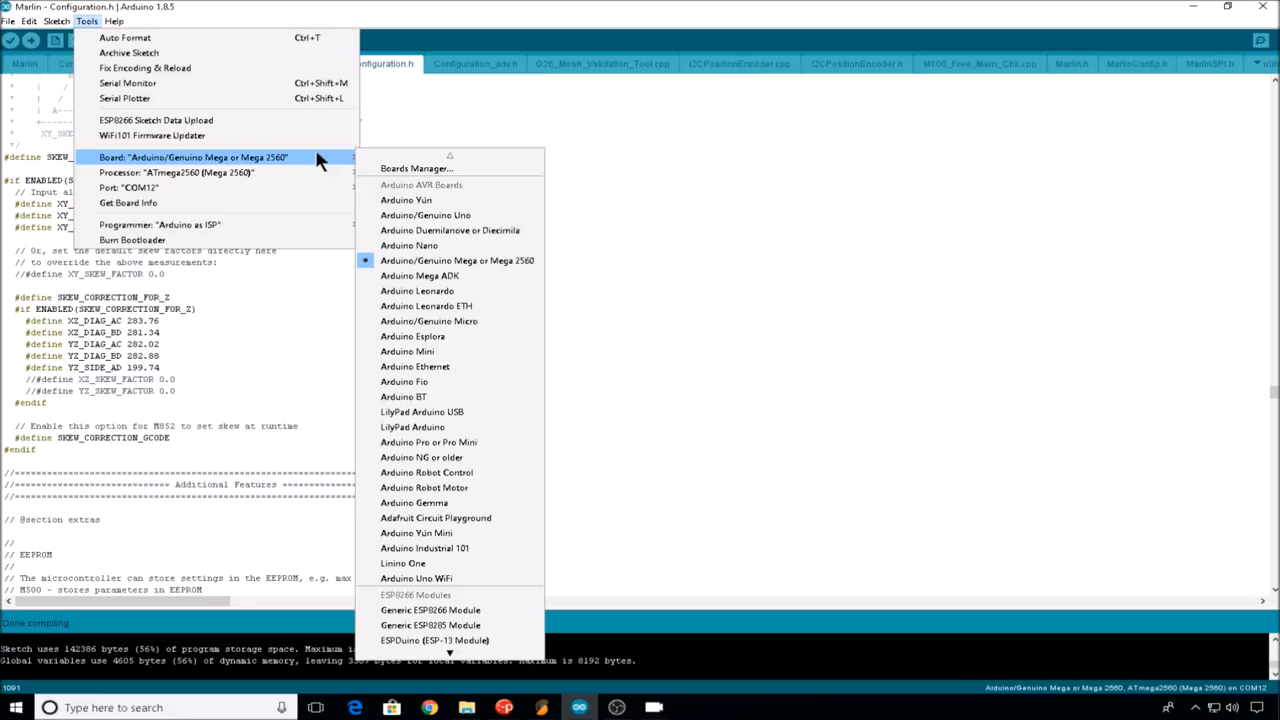 Marlin - Configuration.h | Arduino 1.8.5
File Edit Sketch Tools Help
Marlin
nfiguration.h
Configuration_adv.h
G26_Mesh_Validation_Tool.cpp
I2CPositionEncoder.cpp
I2CPositionEncoder.h
M100_Free_Mem_Chk.cpp
Marlin.h
MarlinConfig.h
MarlinSPI.h
Auto Format Ctrl+T
Archive Sketch
Fix Encoding & Reload
Serial Monitor Ctrl+Shift+M
Serial Plotter Ctrl+Shift+L
ESP8266 Sketch Data Upload
WiFi101 Firmware Updater
Board: "Arduino/Genuino Mega or Mega 2560"
Processor: "ATmega2560 (Mega 2560)"
Port: "COM12"
Get Board Info
Programmer: "Arduino as ISP"
Burn Bootloader
Boards Manager...
Arduino AVR Boards
Arduino Yún
Arduino/Genuino Uno
Arduino Duemilanove or Diecimila
Arduino Nano
Arduino/Genuino Mega or Mega 2560
Arduino Mega ADK
Arduino Leonardo
Arduino Leonardo ETH
Arduino/Genuino Micro
Arduino Esplora
Arduino Mini
Arduino Ethernet
Arduino Fio
Arduino BT
LilyPad Arduino USB
LilyPad Arduino
Arduino Pro or Pro Mini
Arduino NG or older
Arduino Robot Control
Arduino Robot Motor
Arduino Gemma
Adafruit Circuit Playground
Arduino Yún Mini
Arduino Industrial 101
Linino One
Arduino Uno WiFi
ESP8266 Modules
Generic ESP8266 Module
Generic ESP8285 Module
ESPDuino (ESP-13 Module)
* | /
* | A---
XY_S
*/
#define SKEW
#if ENABLED(S
// Input al
#define XY_
#define XY_
#define XY_
// Or, set the default skew factors directly here
// to override the above measurements:
//#define XY_SKEW_FACTOR 0.0
#define SKEW_CORRECTION_FOR_Z
#if ENABLED(SKEW_CORRECTION_FOR_Z)
#define XZ_DIAG_AC 283.76
#define XZ_DIAG_BD 281.34
#define YZ_DIAG_AC 282.02
#define YZ_DIAG_BD 282.88
#define YZ_SIDE_AD 199.74
//#define XZ_SKEW_FACTOR 0.0
//#define YZ_SKEW_FACTOR 0.0
#endif
// Enable this option for M852 to set skew at runtime
#define SKEW_CORRECTION_GCODE
#endif
//=============================================
//============================= Additional Features =============
//=============================================
// @section extras
//
// EEPROM
//
// The microcontroller can store settings in the EEPROM, e.g. max
// M500 - stores parameters in EEPROM
Done compiling.
Sketch uses 142386 bytes (56%) of program storage space. Maximum is
Global variables use 4605 bytes (56%) of dynamic memory, leaving 3587 bytes for local variables. Maximum is 8192 bytes.
1091
Arduino/Genuino Mega or Mega 2560, ATmega2560 (Mega 2560) on COM12
Type here to search